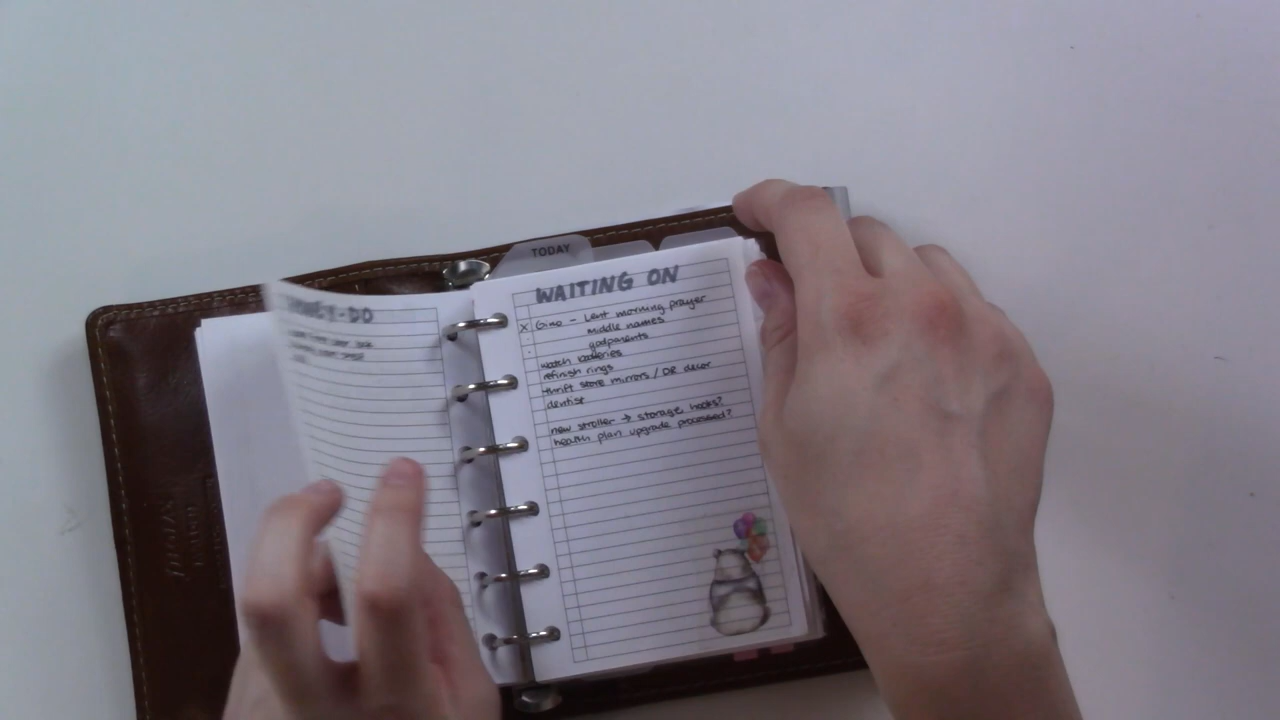 TODAY
WAITING ON
X Gino - Lent morning prayer
middle names
godparents
watch batteries
refinish rings
thrift store mirrors / DR decor
dentist
new stroller → storage, hooks?
health plan upgrade processed?
-DO